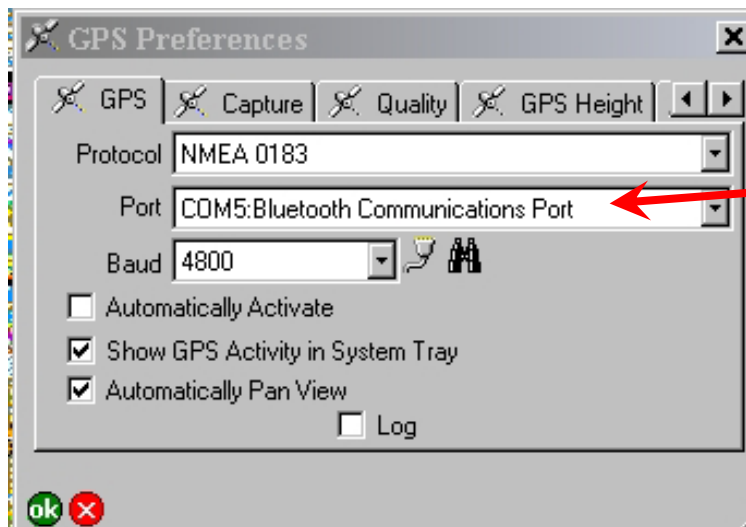 GPS Preferences
GPS Capture Quality GPS Height
Protocol NMEA 0183
Port COM5:Bluetooth Communications Port
Baud 4800
Automatically Activate
Show GPS Activity in System Tray
Automatically Pan View
Log
ok